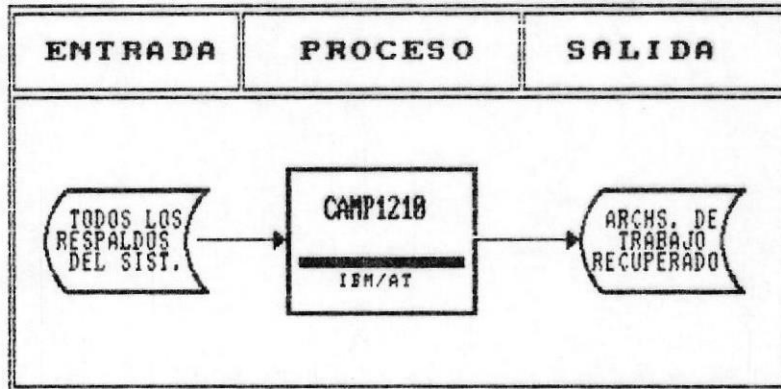 ENTRADA PROCESO SALIDA
TODOS LOS
RESPALDOS
DEL SIST.
CAMP1210
IBM/AT
ARCHS. DE
TRABAJO
RECUPERADO